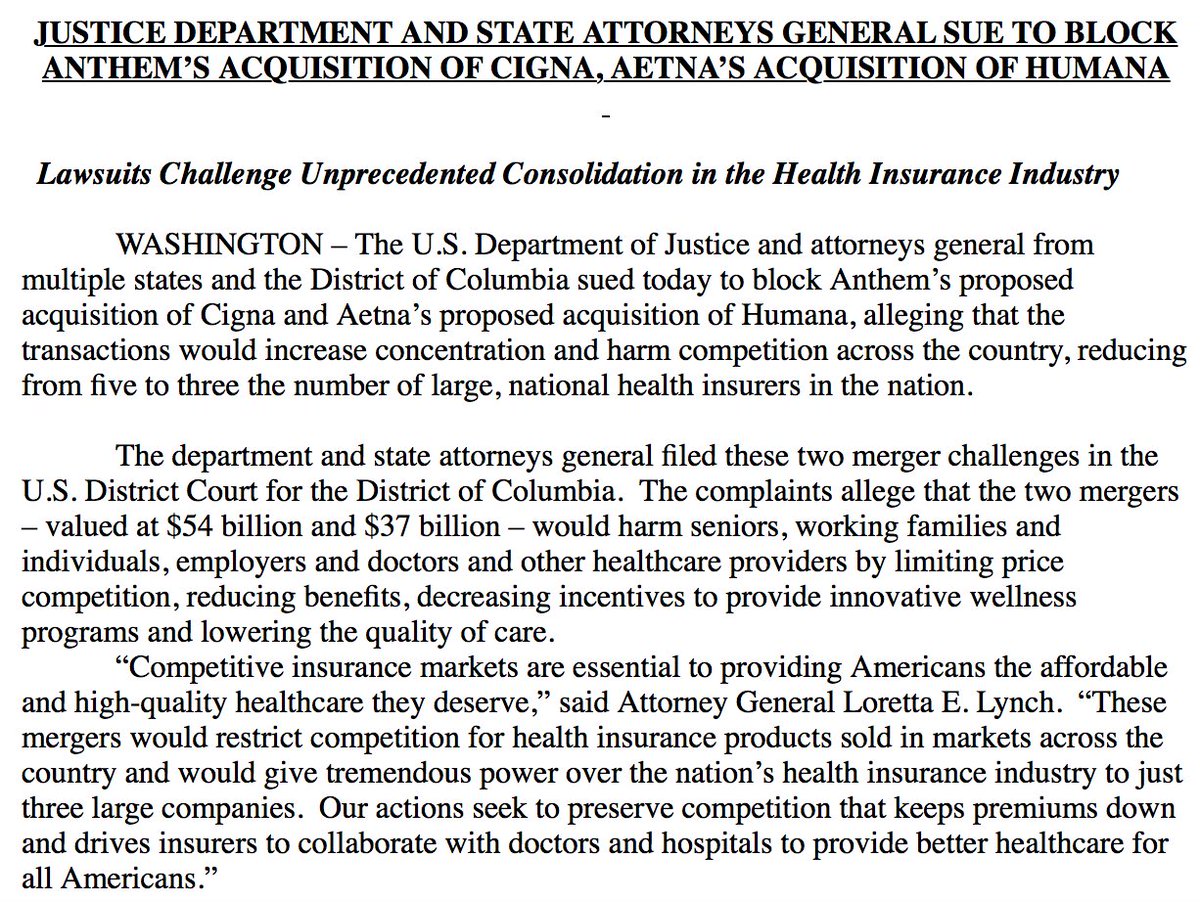 JUSTICE DEPARTMENT AND STATE ATTORNEYS GENERAL SUE TO BLOCK
ANTHEM’S ACQUISITION OF CIGNA, AETNA’S ACQUISITION OF HUMANA
-
Lawsuits Challenge Unprecedented Consolidation in the Health Insurance Industry
WASHINGTON – The U.S. Department of Justice and attorneys general from
multiple states and the District of Columbia sued today to block Anthem’s proposed
acquisition of Cigna and Aetna’s proposed acquisition of Humana, alleging that the
transactions would increase concentration and harm competition across the country, reducing
from five to three the number of large, national health insurers in the nation.
The department and state attorneys general filed these two merger challenges in the
U.S. District Court for the District of Columbia.  The complaints allege that the two mergers
– valued at $54 billion and $37 billion – would harm seniors, working families and
individuals, employers and doctors and other healthcare providers by limiting price
competition, reducing benefits, decreasing incentives to provide innovative wellness
programs and lowering the quality of care.
“Competitive insurance markets are essential to providing Americans the affordable
and high-quality healthcare they deserve,” said Attorney General Loretta E. Lynch.  “These
mergers would restrict competition for health insurance products sold in markets across the
country and would give tremendous power over the nation’s health insurance industry to just
three large companies.  Our actions seek to preserve competition that keeps premiums down
and drives insurers to collaborate with doctors and hospitals to provide better healthcare for
all Americans.”